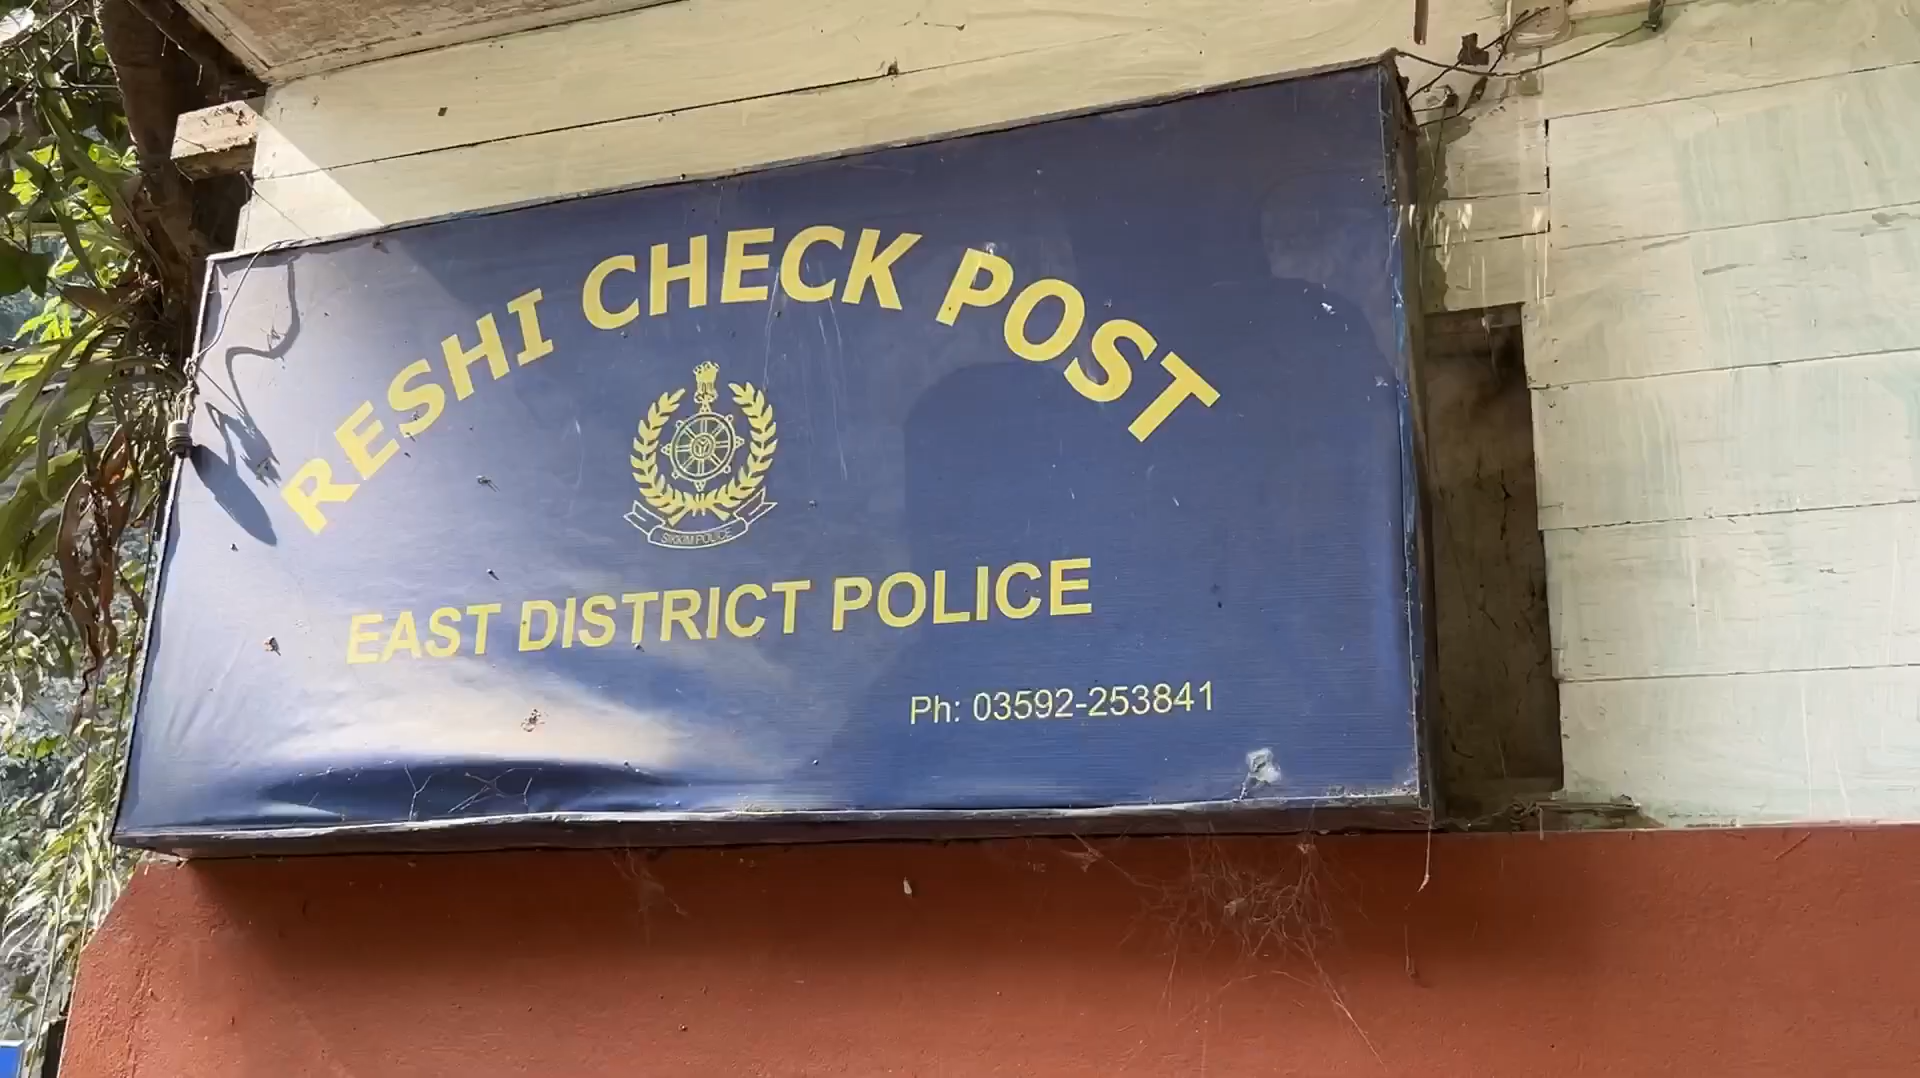 RESHI CHECK POST
SIKKIM POLICE
EAST DISTRICT POLICE
Ph: 03592-253841